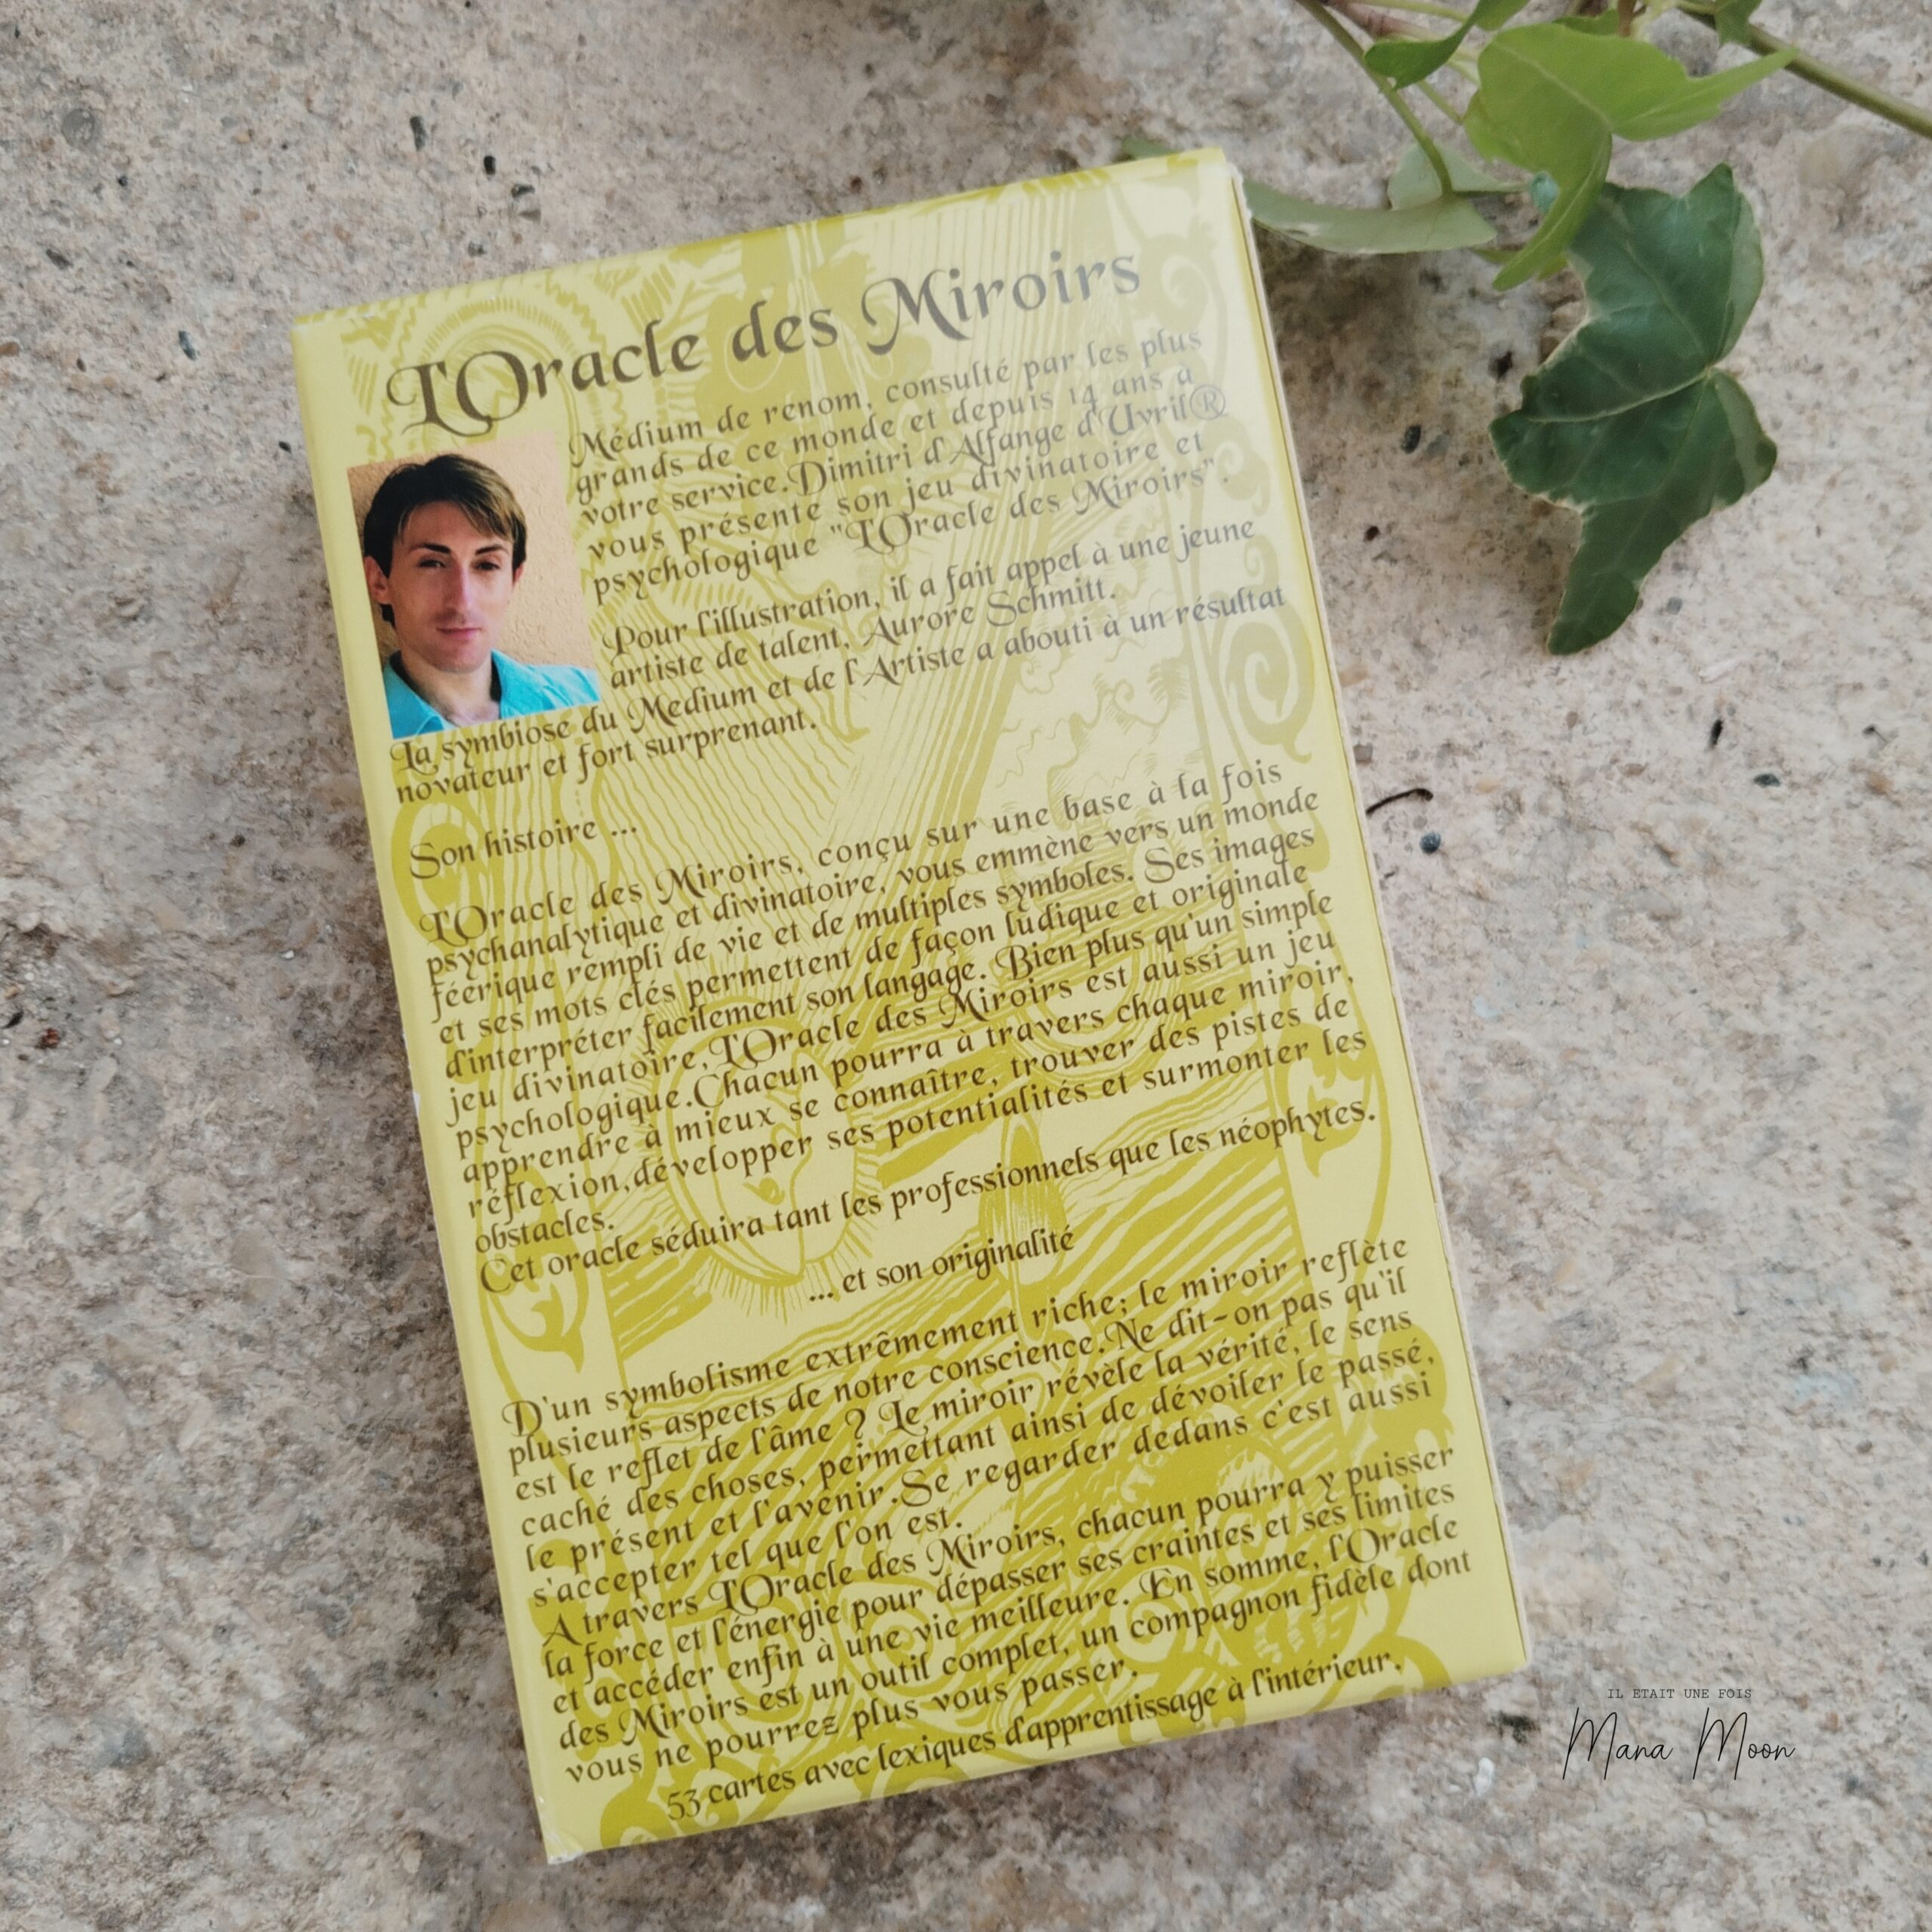 L'Oracle des Miroirs
Médium de renom, consulté par les plus
grands de ce monde et depuis 14 ans à
votre service.Dimitri d'Alfange d'Uvril®
vous présente son jeu divinatoire et
psychologique "L'Oracle des Miroirs".
Pour l'illustration, il a fait appel à une jeune
artiste de talent, Aurore Schmitt.
La symbiose du Medium et de l'Artiste a abouti à un résultat
novateur et fort surprenant.
Son histoire ...
L'Oracle des Miroirs, conçu sur une base à la fois
psychanalytique et divinatoire, vous emmène vers un monde
féérique rempli de vie et de multiples symboles. Ses images
et ses mots clés permettent de façon ludique et originale
d'interpréter facilement son langage. Bien plus qu'un simple
jeu divinatoire,L'Oracle des Miroirs est aussi un jeu
psychologique.Chacun pourra à travers chaque miroir,
apprendre à mieux se connaître, trouver des pistes de
réflexion,développer ses potentialités et surmonter les
obstacles.
Cet oracle séduira tant les professionnels que les néophytes.
... et son originalité
D'un symbolisme extrêmement riche; le miroir reflète
plusieurs aspects de notre conscience.Ne dit-on pas qu'il
est le reflet de l'âme ? Le miroir révèle la vérité, le sens
caché des choses, permettant ainsi de dévoiler le passé,
le présent et l'avenir.Se regarder dedans c'est aussi
s'accepter tel que l'on est.
A travers L'Oracle des Miroirs, chacun pourra y puiser
la force et l'énergie pour dépasser ses craintes et ses limites
et accéder enfin à une vie meilleure. En somme, l'Oracle
des Miroirs est un outil complet, un compagnon fidèle dont
vous ne pourrez plus vous passer.
53 cartes avec lexiques d'apprentissage à l'intérieur.
IL ETAIT UNE FOIS
Mana Moon